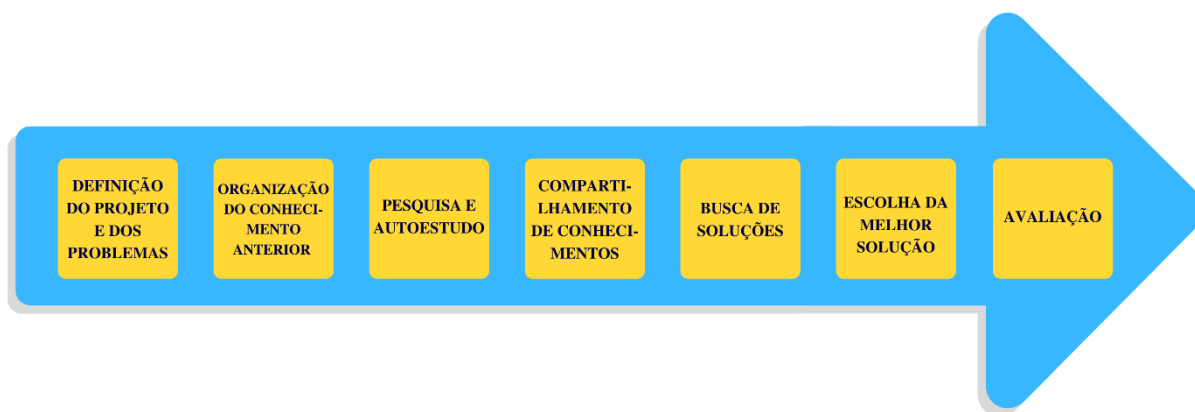 DEFINIÇÃO
DO PROJETO
E DOS
PROBLEMAS
ORGANIZAÇÃO
DO CONHECI-
MENTO
ANTERIOR
PESQUISA E
AUTOESTUDO
COMPARTI-
LHAMENTO
DE CONHECI-
MENTOS
BUSCA DE
SOLUÇÕES
ESCOLHA DA
MELHOR
SOLUÇÃO
AVALIAÇÃO